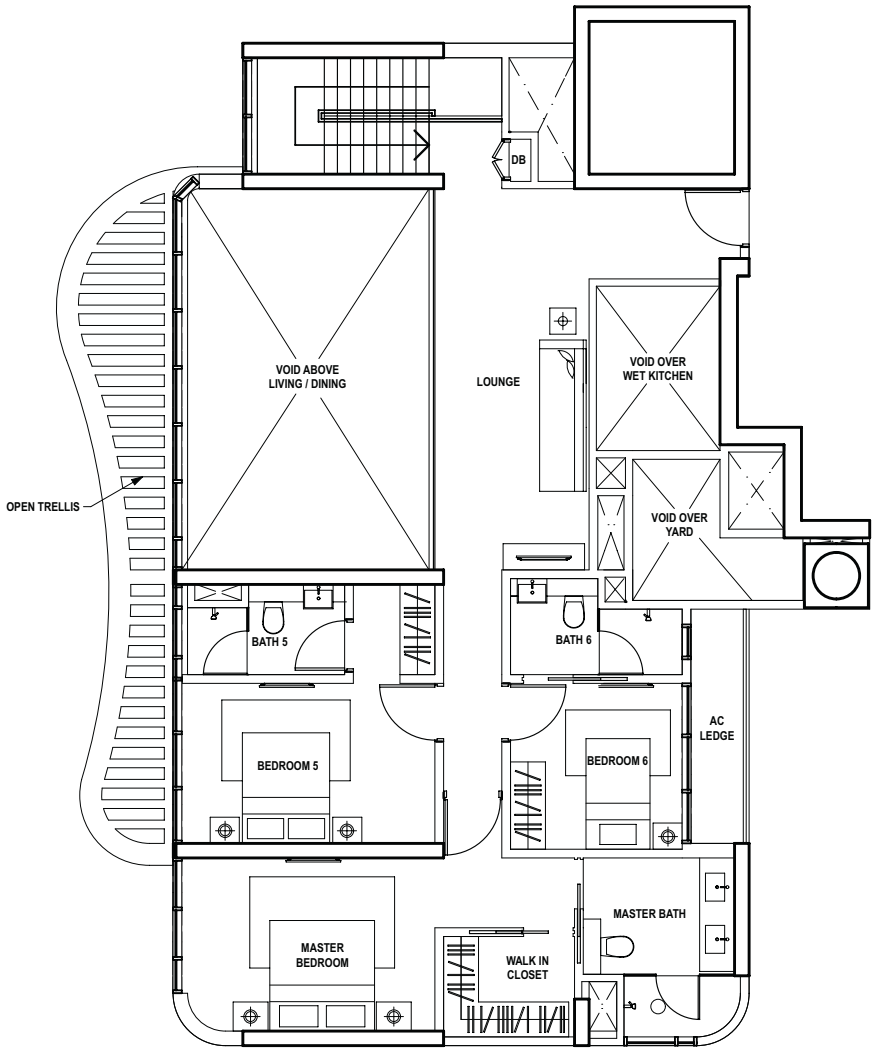 DB
VOID ABOVE
LIVING / DINING
LOUNGE
VOID OVER
WET KITCHEN
OPEN TRELLIS
VOID OVER
YARD
BATH 5
BATH 6
AC
LEDGE
BEDROOM 5
BEDROOM 6
MASTER BATH
MASTER
BEDROOM
WALK IN
CLOSET